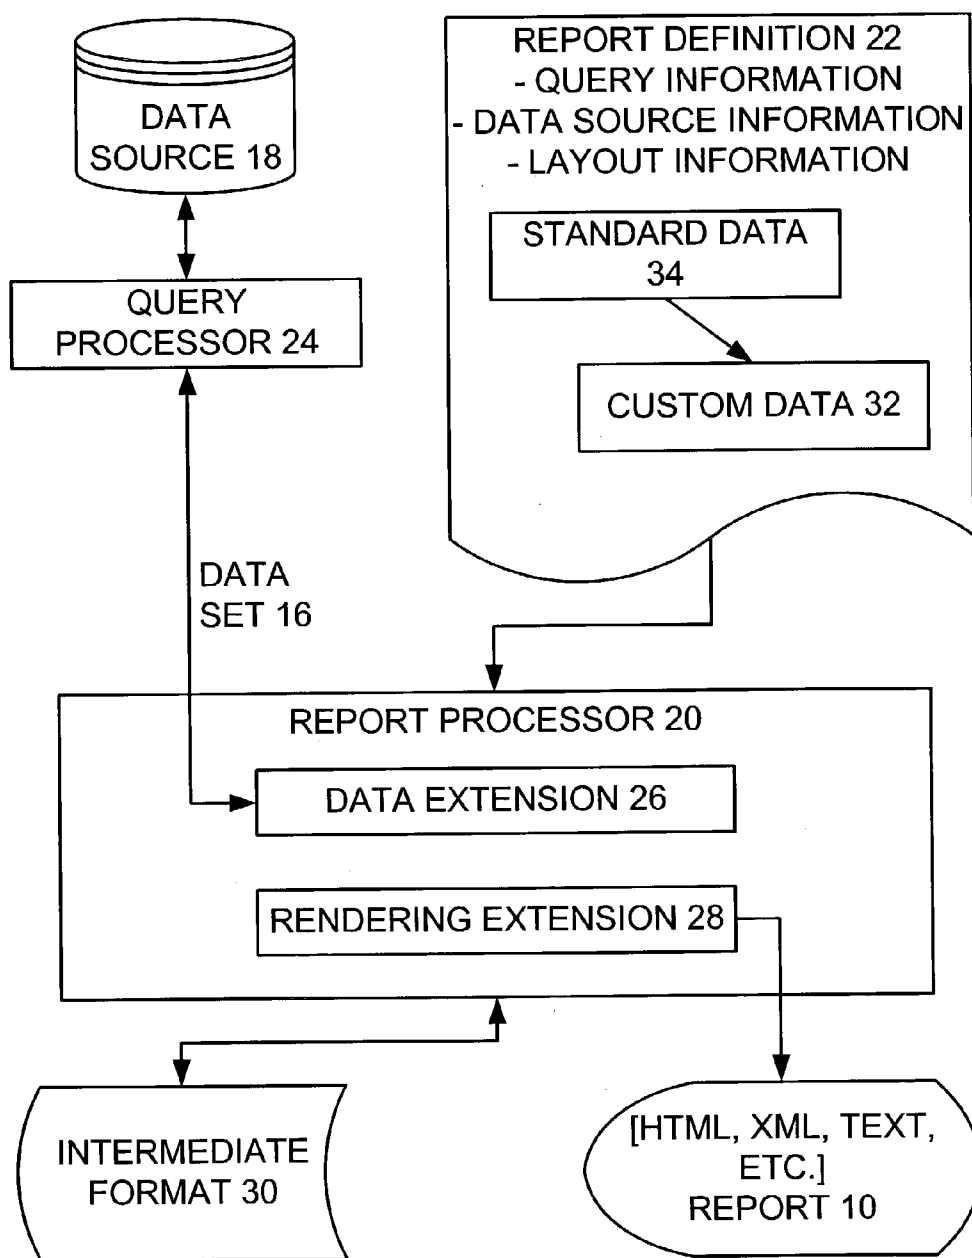 DATA
SOURCE 18
REPORT DEFINITION 22
- QUERY INFORMATION
- DATA SOURCE INFORMATION
- LAYOUT INFORMATION
STANDARD DATA
34
CUSTOM DATA 32
QUERY
PROCESSOR 24
DATA
SET 16
REPORT PROCESSOR 20
DATA EXTENSION 26
RENDERING EXTENSION 28
INTERMEDIATE
FORMAT 30
[HTML, XML, TEXT,
ETC.]
REPORT 10